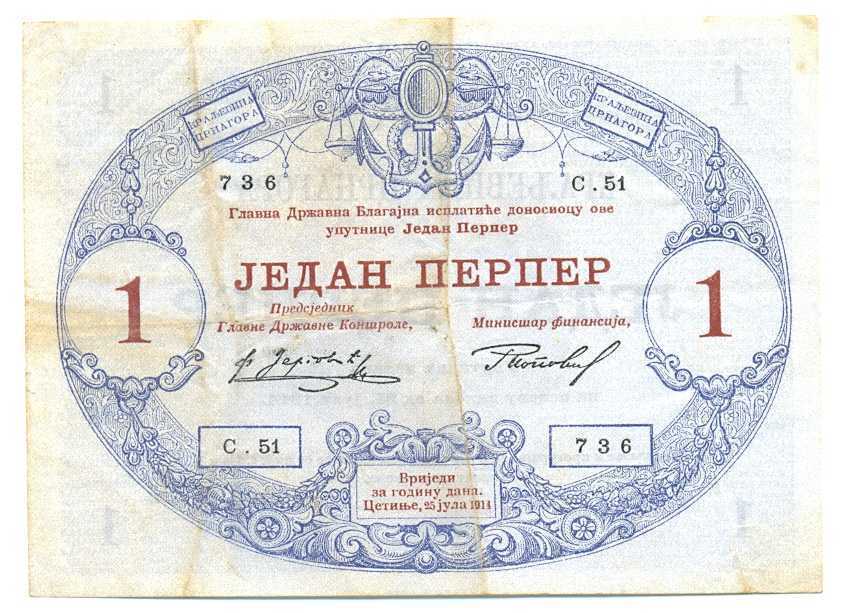 КРАЉЕВИНА
ЦРНАГОРА
КРАЉЕВИНА
ЦРНАГОРА
736
С. 51
Главна Државна Благајна исплатиће доносиоцу ове
упутнице Један Перпер
ЈЕДАН ПЕРПЕР
1
1
Предсједник
Главне Државне Контроле,
Министар финансија,
С. 51
736
Вриједи
за годину дана.
Цетиње, 25 јула 1914